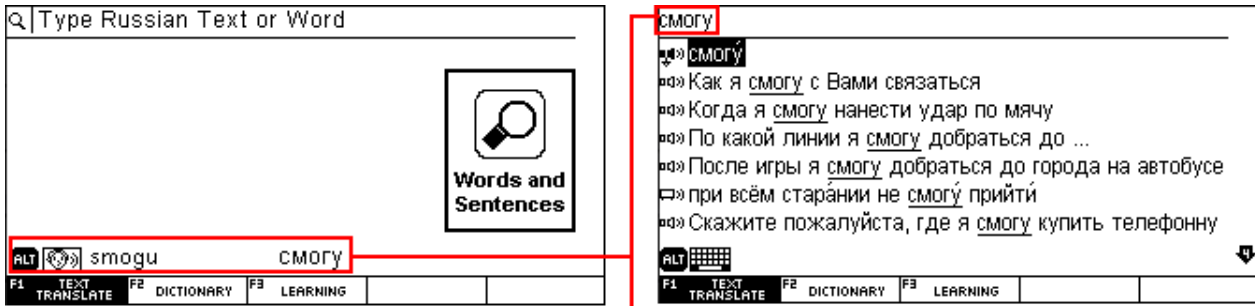 Type Russian Text or Word
Words and
Sentences
ALT smogu смогу
F1 TEXT TRANSLATE F2 DICTIONARY F3 LEARNING
смогу
смогу́
Как я смогу с Вами связаться
Когда я смогу нанести удар по мячу
По какой линии я смогу добраться до ...
После игры я смогу добраться до города на автобусе
при всём стара́нии не смогу́ прийти́
Скажите пожалуйста, где я смогу купить телефонну
ALT
F1 TEXT TRANSLATE F2 DICTIONARY F3 LEARNING